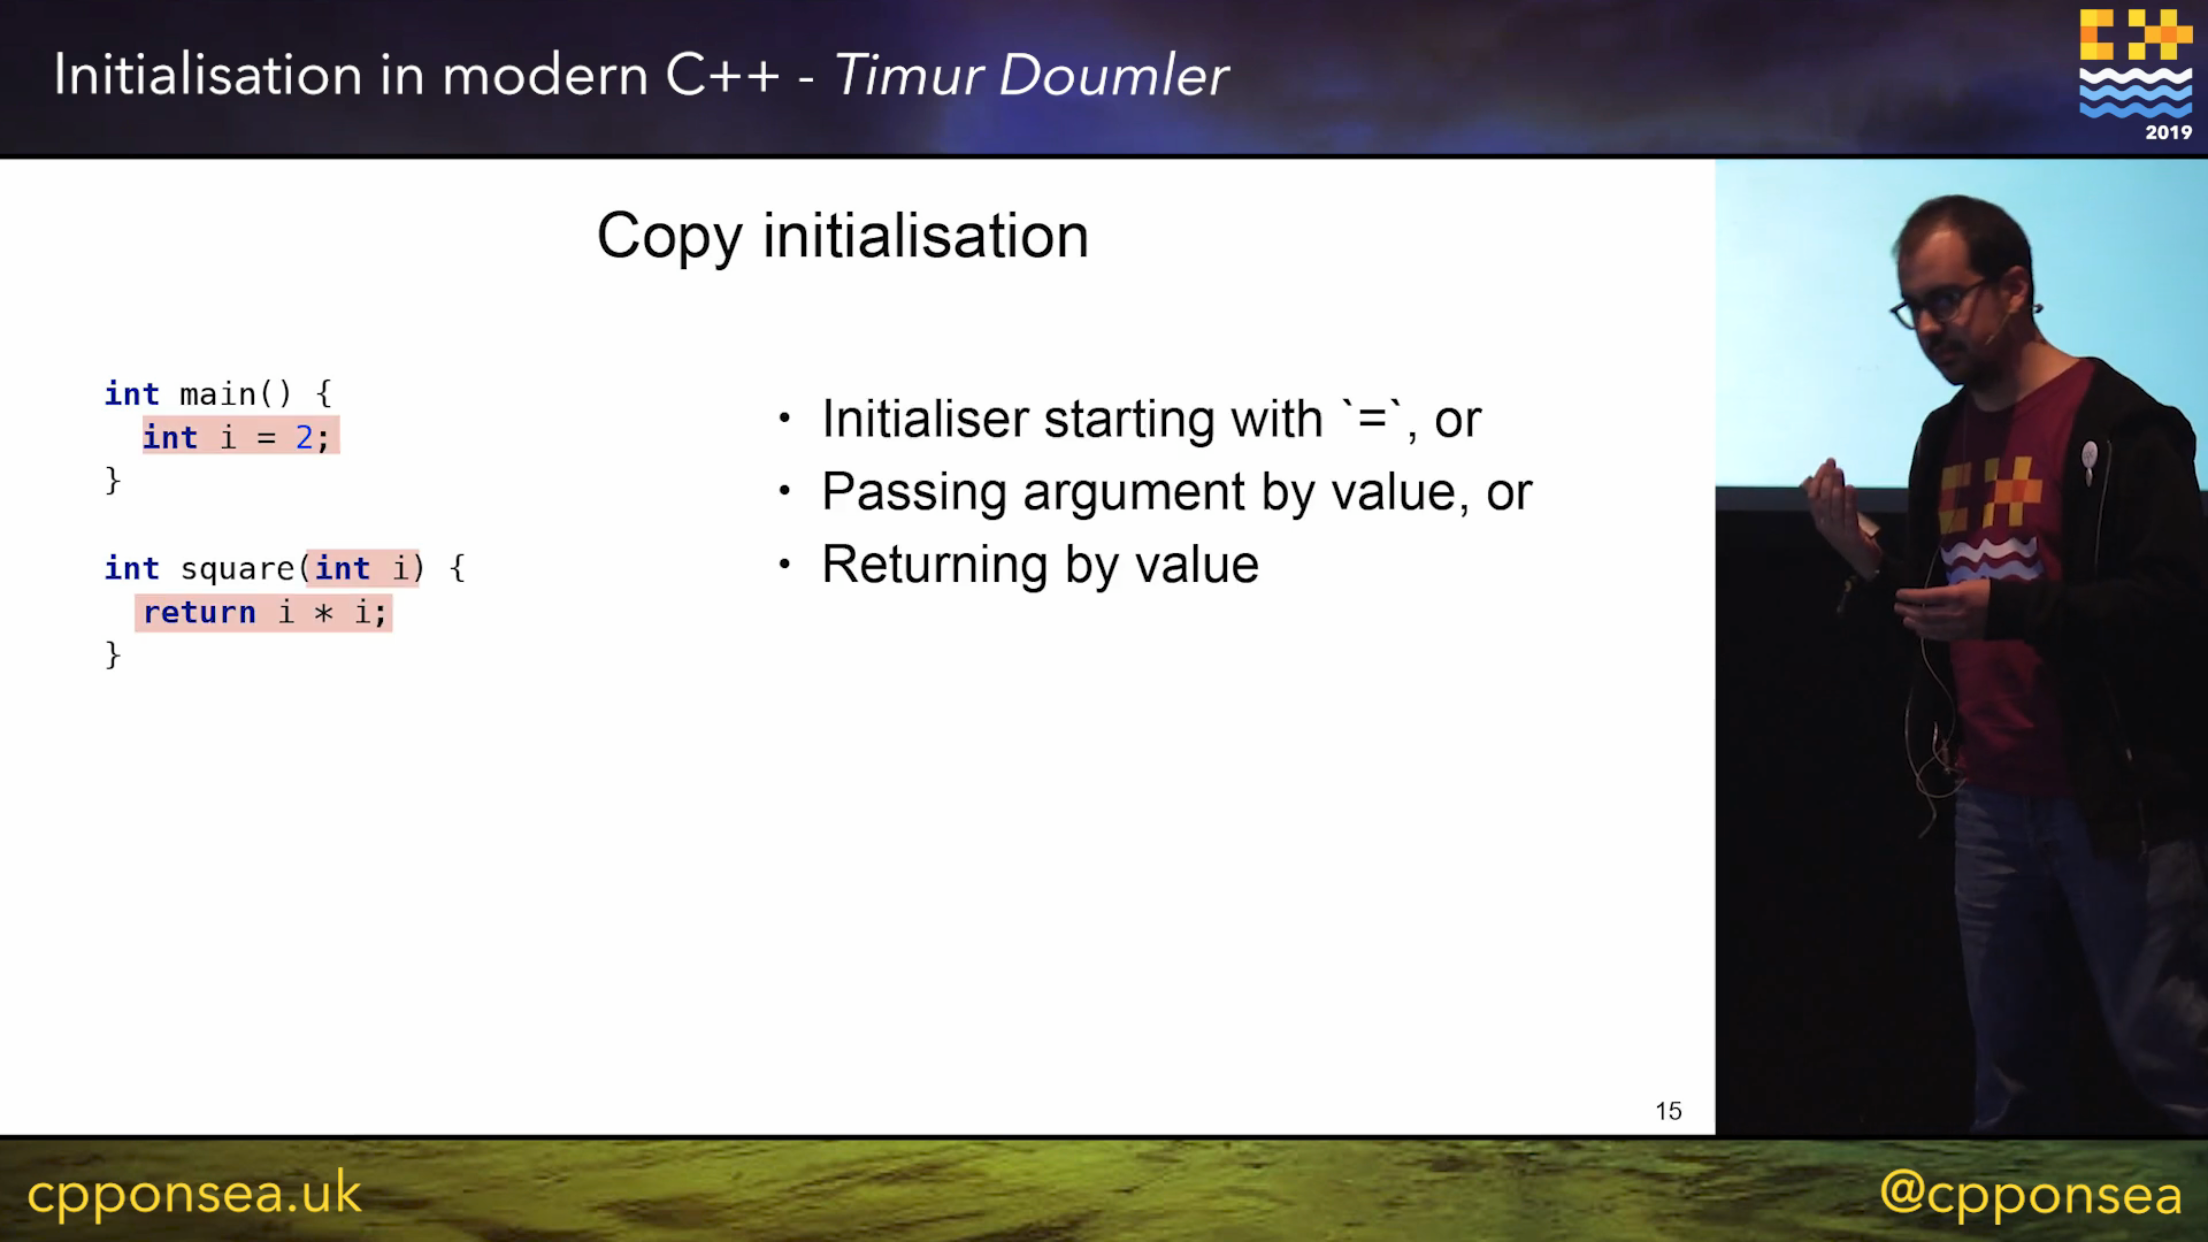 Initialisation in modern C++ - Timur Doumler
2019
Copy initialisation
int main() {
int i = 2;
}
int square(int i) {
return i * i;
}
• Initialiser starting with `=`, or
• Passing argument by value, or
• Returning by value
15
cpponsea.uk
@cpponsea